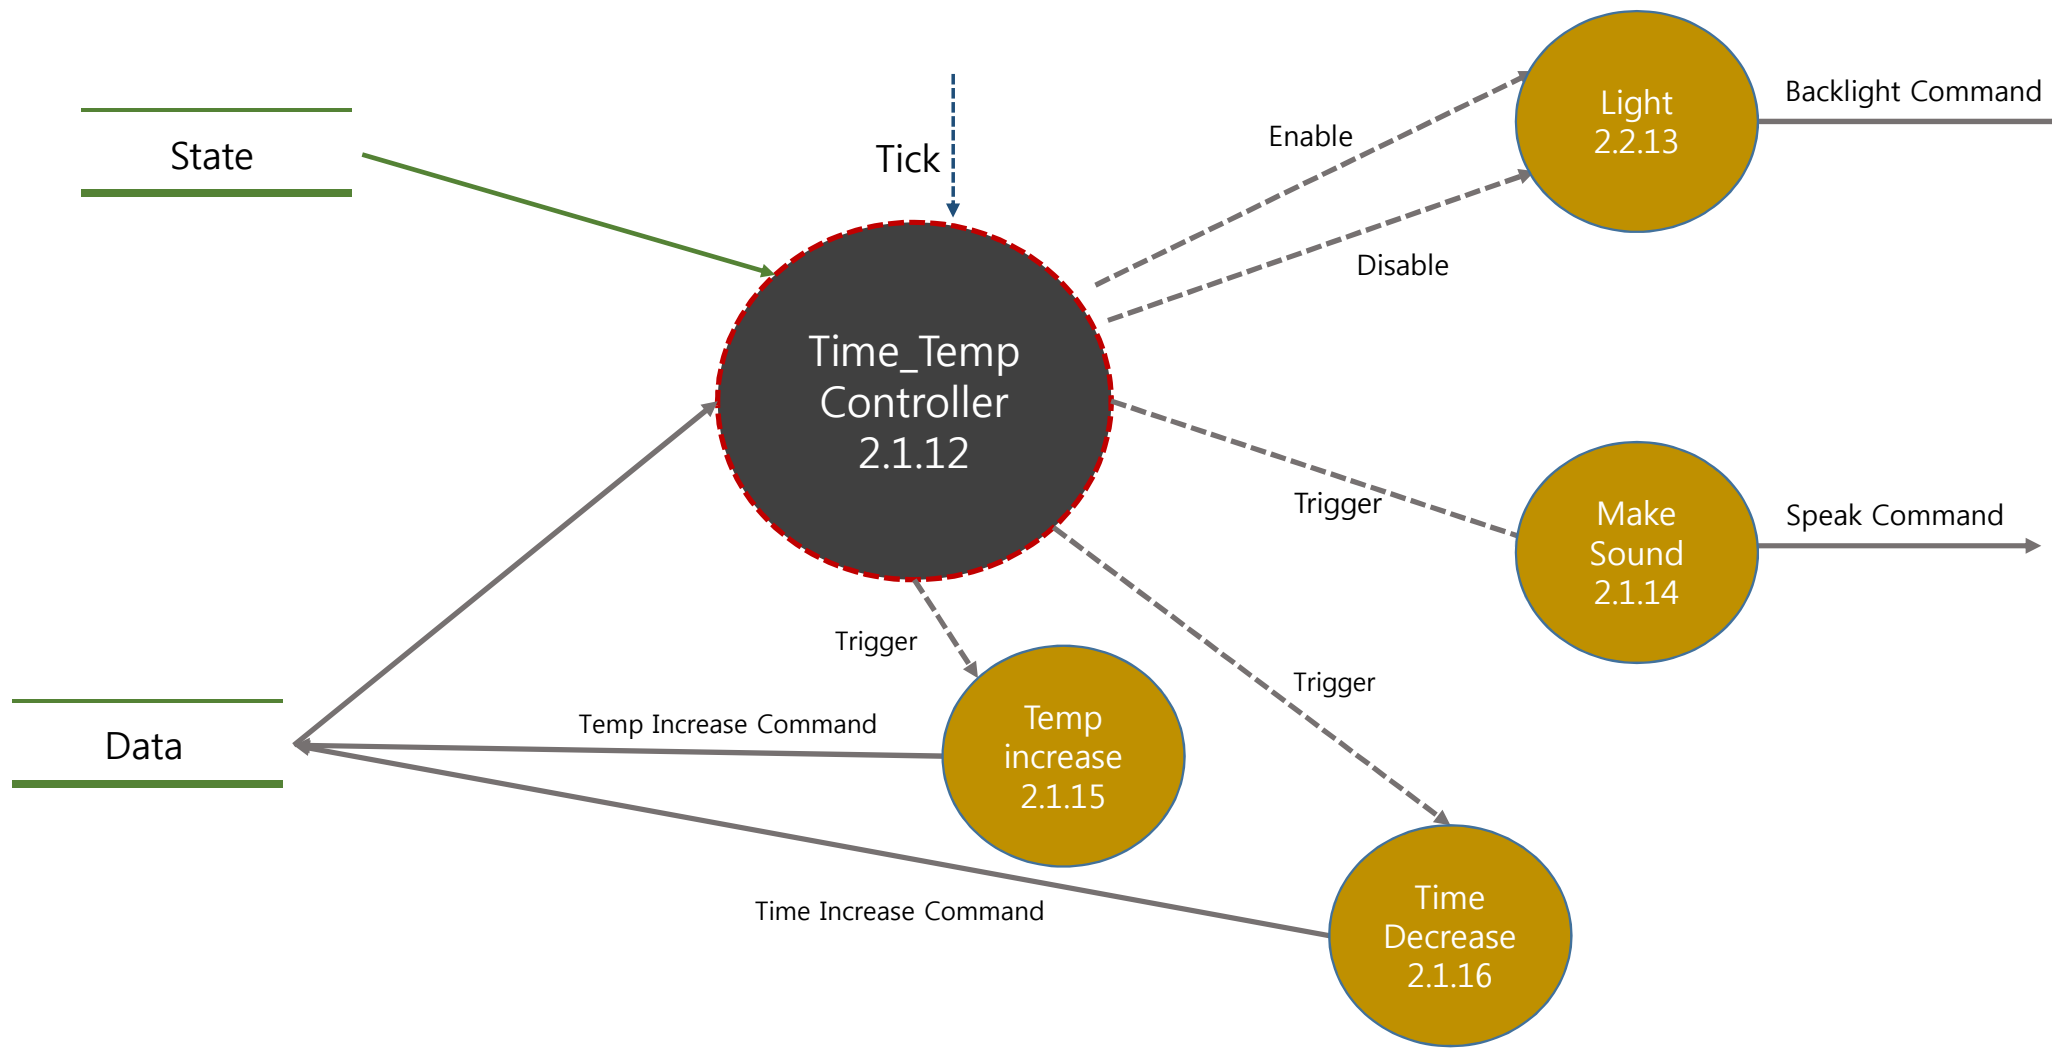 Backlight Command
Light
2.2.13
Enable
State
Tick
Disable
Time_Temp
Controller
2.1.12
Trigger
Make
Sound
2.1.14
Speak Command
Trigger
Trigger
Temp
increase
2.1.15
Temp Increase Command
Data
Time Increase Command
Time
Decrease
2.1.16